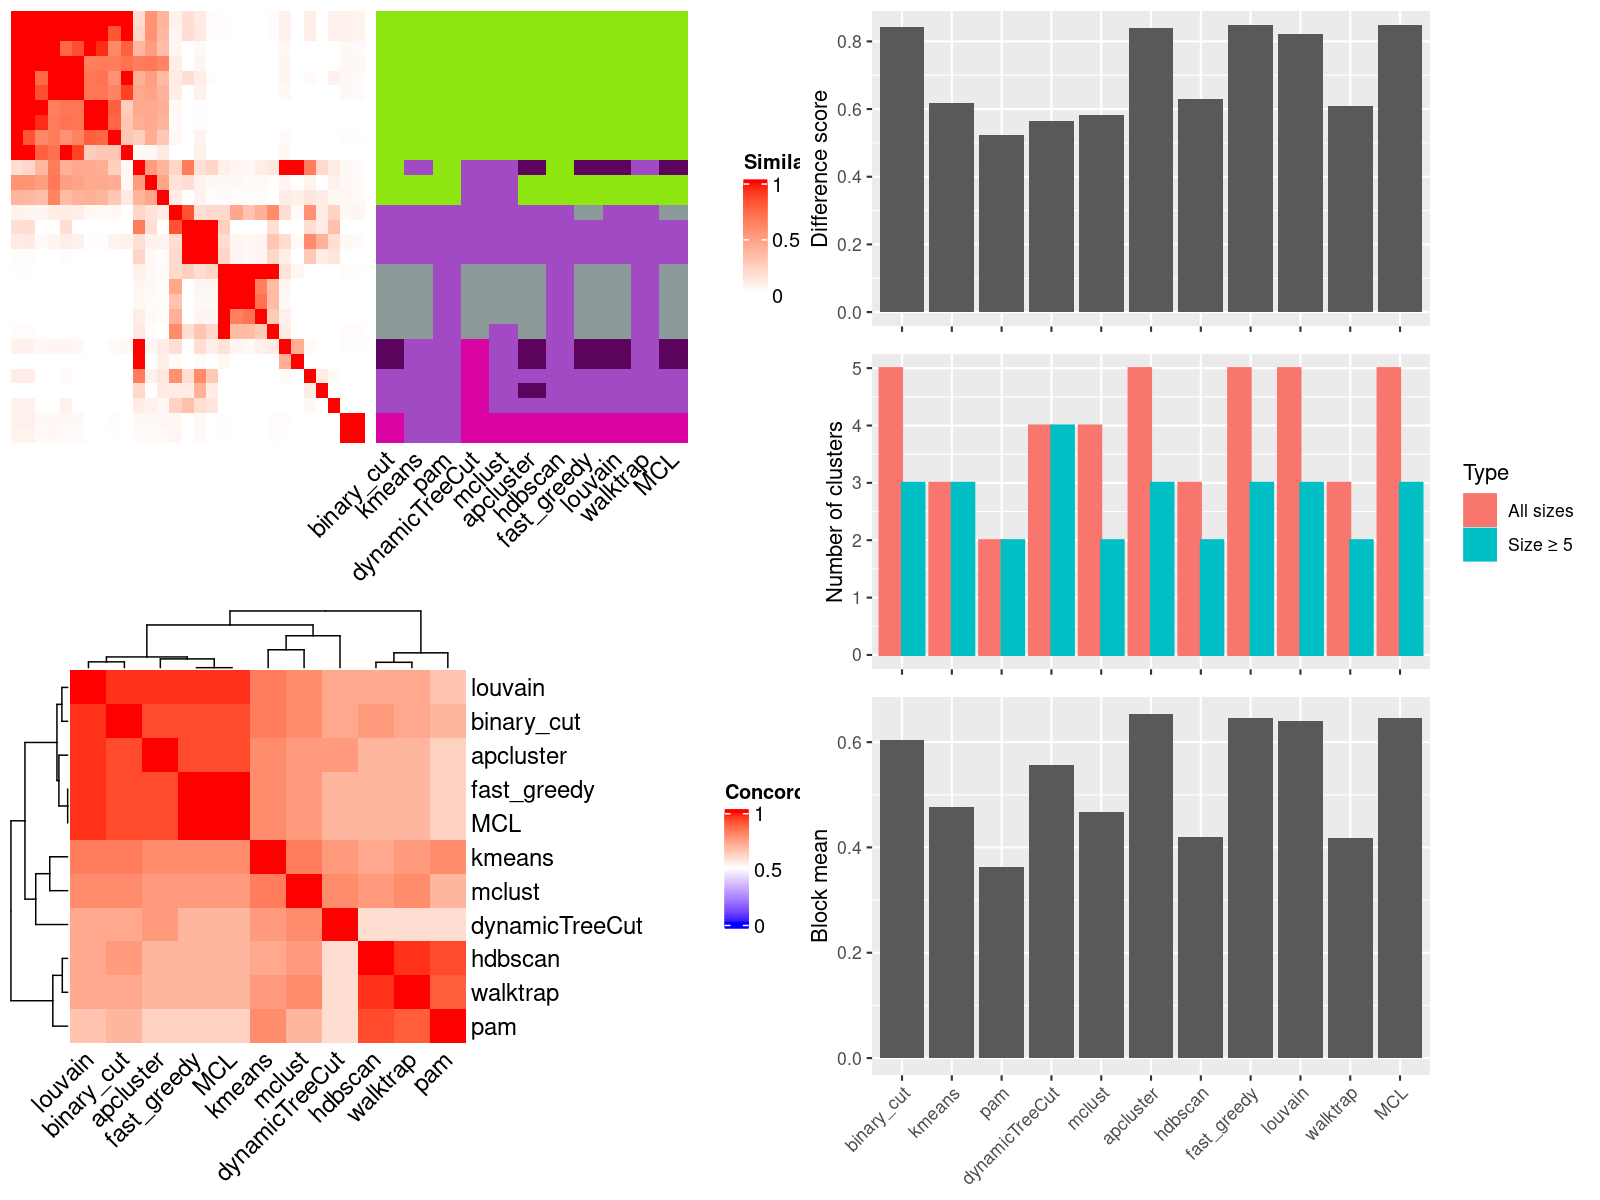 Simila
1
0.5
0
binary_cut
kmeans
pam
dynamicTreeCut
mclust
apcluster
hdbscan
fast_greedy
louvain
walktrap
MCL
louvain
binary_cut
apcluster
fast_greedy
MCL
kmeans
mclust
dynamicTreeCut
hdbscan
walktrap
pam
louvain
binary_cut
apcluster
fast_greedy
MCL
kmeans
mclust
dynamicTreeCut
hdbscan
walktrap
pam
Concord
1
0.5
0
Difference score
0.8
0.6
0.4
0.2
0.0
Number of clusters
5
4
3
2
1
0
Type
All sizes
Size ≥ 5
Block mean
0.6
0.4
0.2
0.0
binary_cut
kmeans
pam
dynamicTreeCut
mclust
apcluster
hdbscan
fast_greedy
louvain
walktrap
MCL